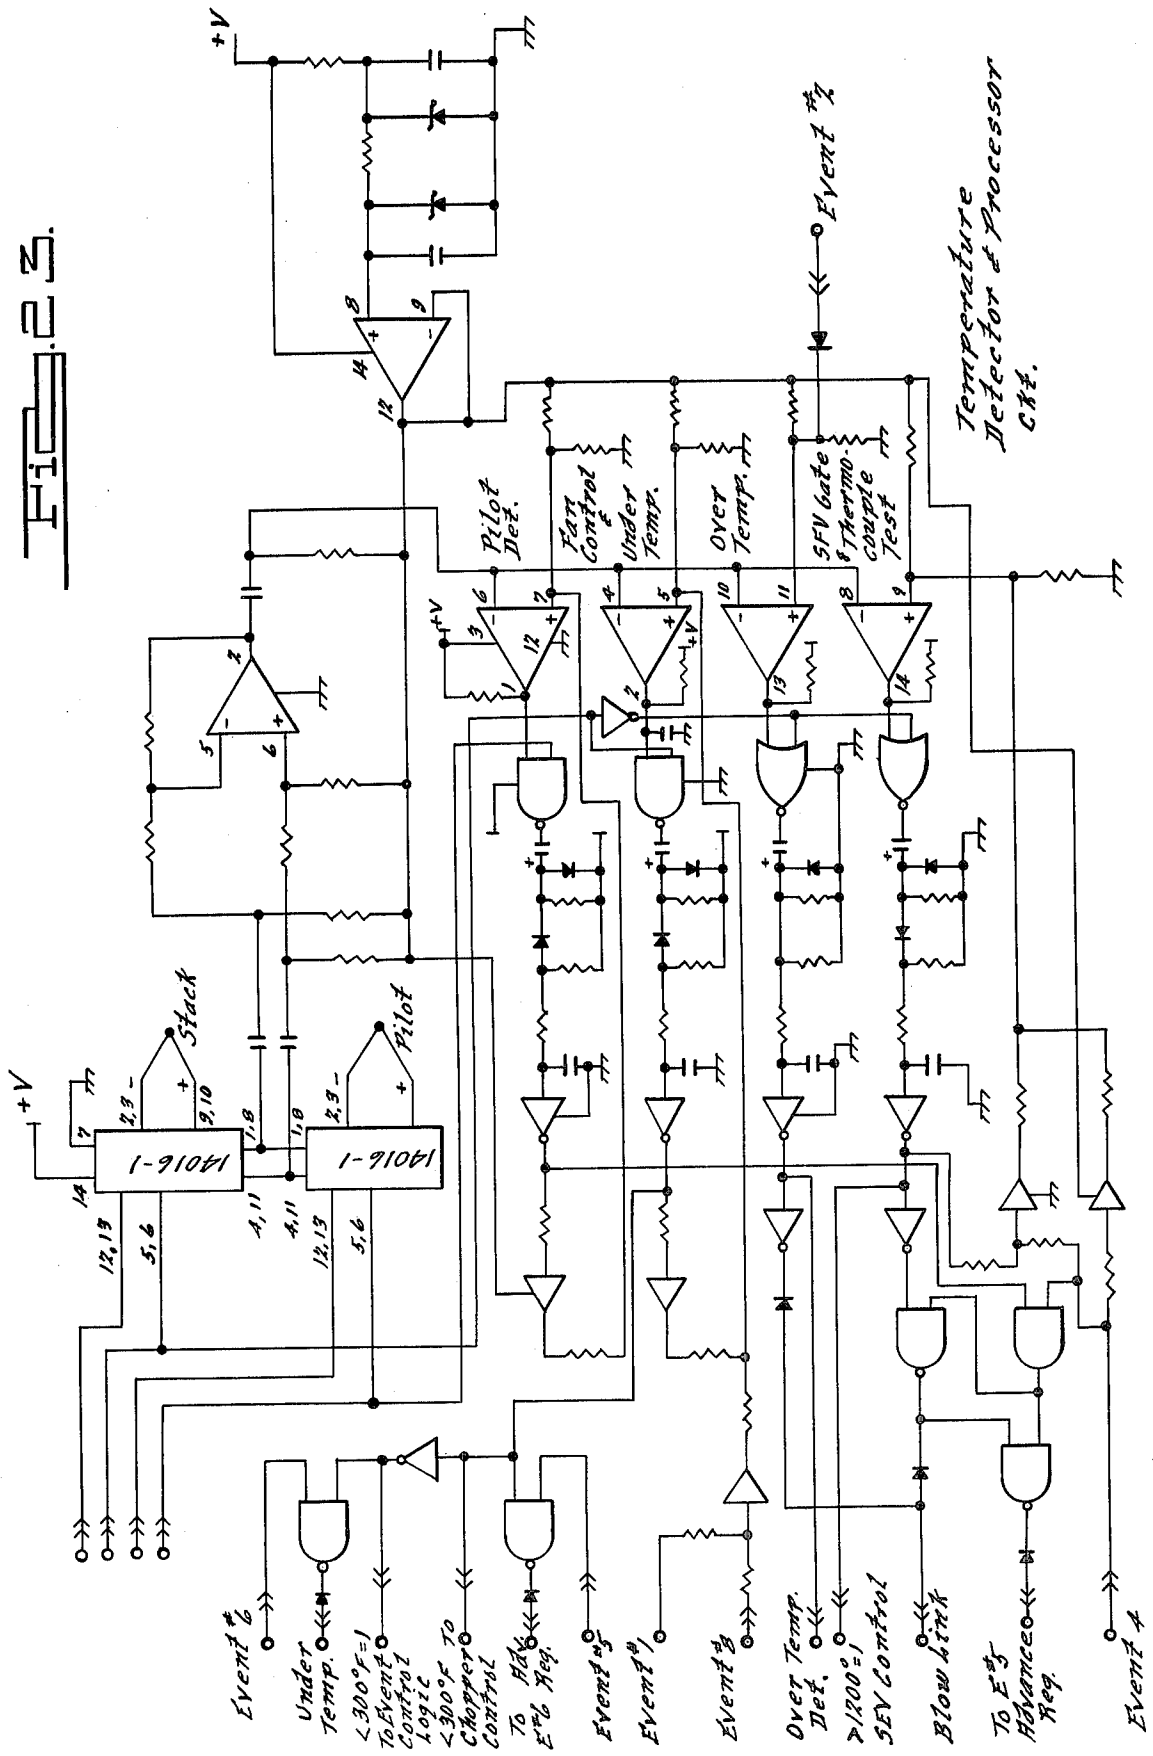 Fig. 23.
+V
+V
Stack
Pilot
14016-1
14016-1
7
14
2,3
-
+
9,10
12,13
5,6
1,8
4,11
1,8
4,11
2,3
-
+
12,13
5,6
5
-
6
+
2
8
+
9
-
14
12
Pilot
Det.
+V
6
-
3
7
+
12
1
Fan
Control
&
Under
Temp.
4
-
5
+
+V
2
Over
Temp.
10
-
11
+
13
SFV Gate
& Thermo-
couple
Test
8
-
9
+
14
+
+
+
+
Event #7
Temperature
Detector & Processor
Ckt.
Event #6
Under
Temp.
<300°F=1
To Event
Control
Logic
<300°F To
Chopper
Control
To Adv.
E#6 Req.
Event #5
Event #1
Event #8
Over Temp.
Det.
>1200°=1
SEV Control
Blow Link
To E#5
Advance
Req.
Event 4